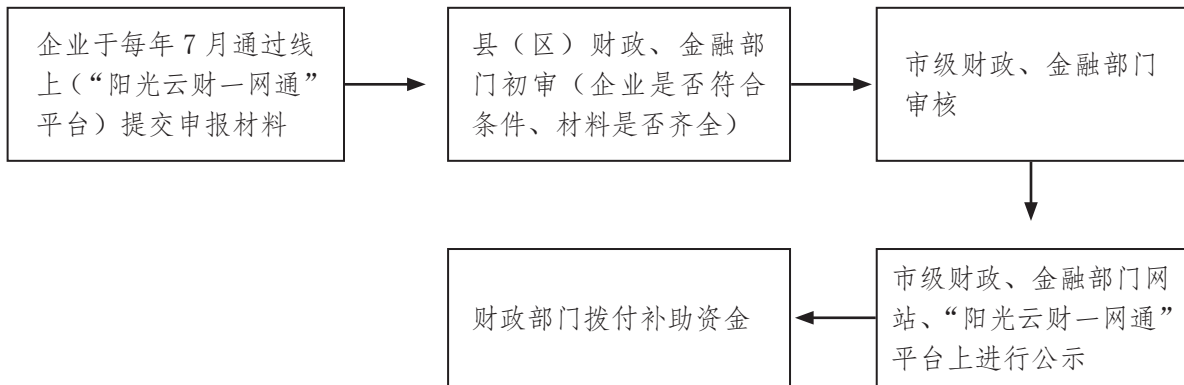 企业于每年7月通过线
上（“阳光云财一网通”
平台）提交申报材料
县（区）财政、金融部
门初审（企业是否符合
条件、材料是否齐全）
市级财政、金融部门
审核
市级财政、金融部门网
站、“阳光云财一网通”
平台上进行公示
财政部门拨付补助资金